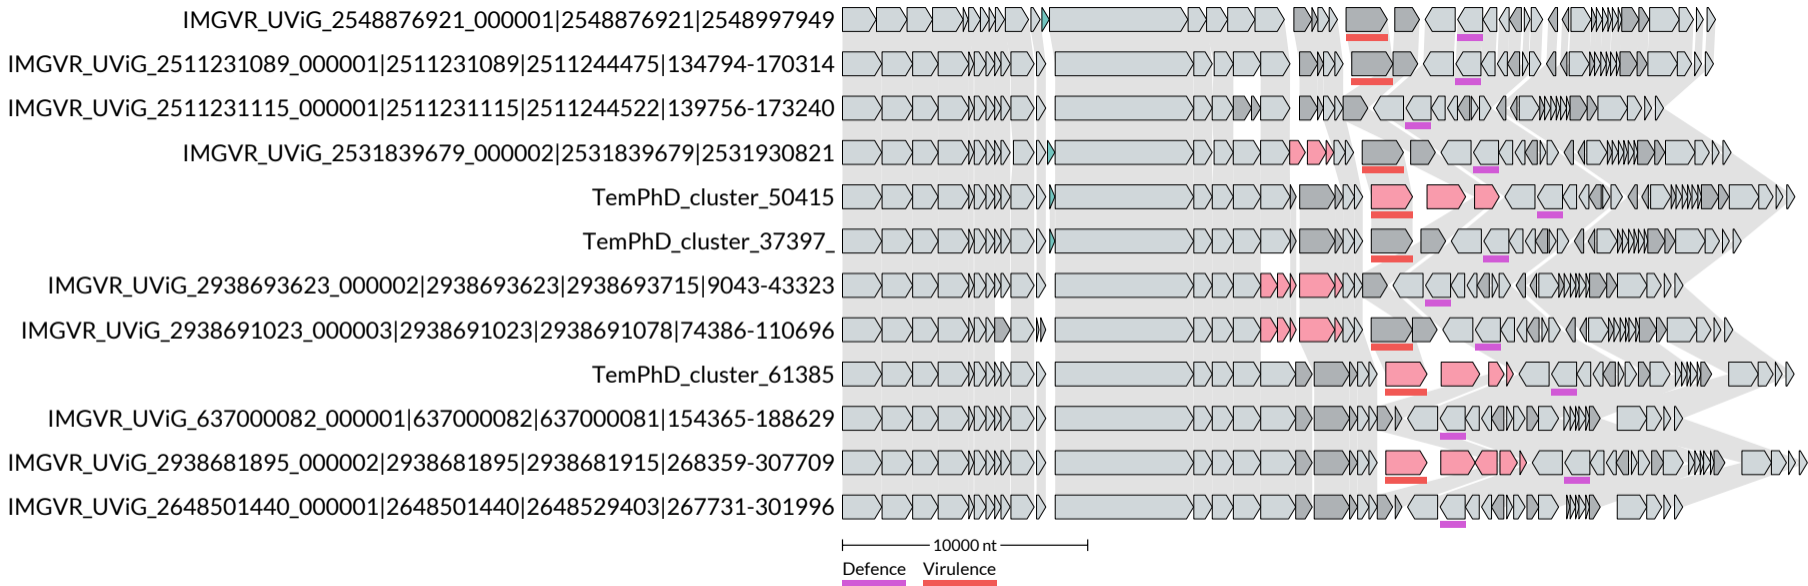 IMGVR_UViG_2548876921_000001|2548876921|2548997949
IMGVR_UViG_2511231089_000001|2511231089|2511244475|134794-170314
IMGVR_UViG_2511231115_000001|2511231115|2511244522|139756-173240
IMGVR_UViG_2531839679_000002|2531839679|2531930821
TemPhD_cluster_50415
TemPhD_cluster_37397_
IMGVR_UViG_2938693623_000002|2938693623|2938693715|9043-43323
IMGVR_UViG_2938691023_000003|2938691023|2938691078|74386-110696
TemPhD_cluster_61385
IMGVR_UViG_637000082_000001|637000082|637000081|154365-188629
IMGVR_UViG_2938681895_000002|2938681895|2938681915|268359-307709
IMGVR_UViG_2648501440_000001|2648501440|2648529403|267731-301996
10000 nt
Defence Virulence